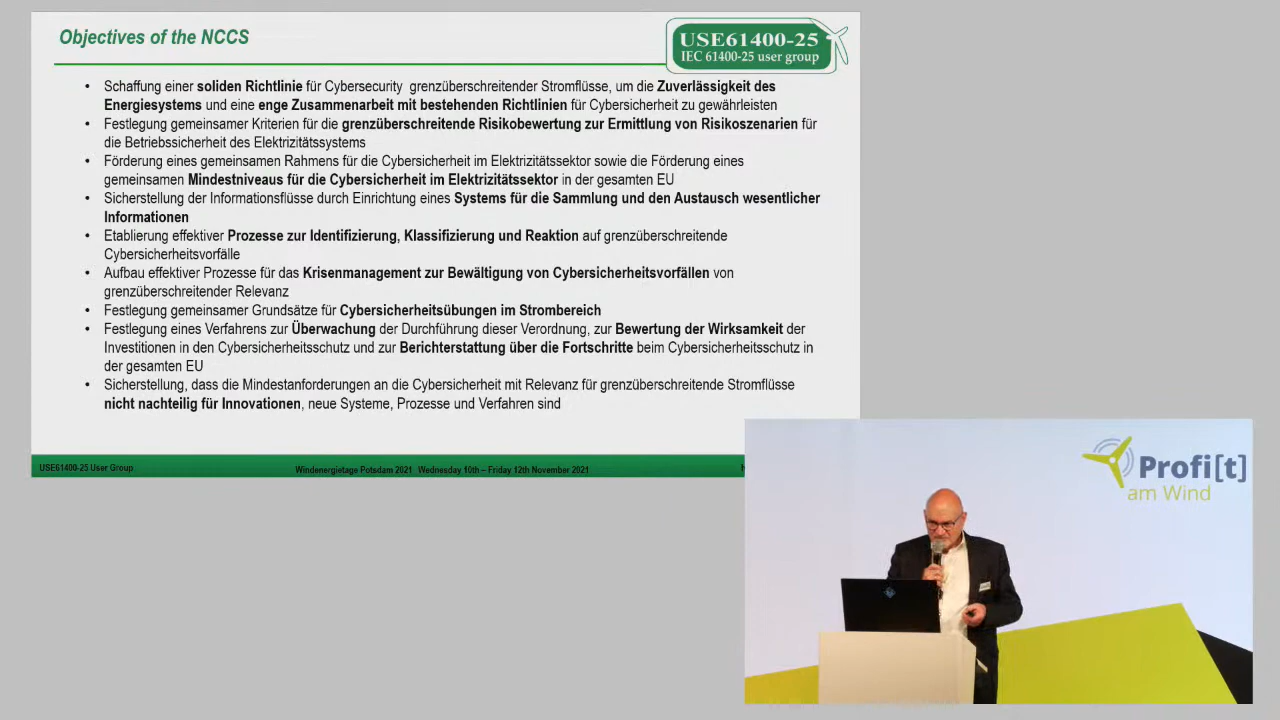 Objectives of the NCCS
USE61400-25
IEC 61400-25 user group
• Schaffung einer soliden Richtlinie für Cybersecurity grenzüberschreitender Stromflüsse, um die Zuverlässigkeit des
Energiesystems und eine enge Zusammenarbeit mit bestehenden Richtlinien für Cybersicherheit zu gewährleisten
• Festlegung gemeinsamer Kriterien für die grenzüberschreitende Risikobewertung zur Ermittlung von Risikoszenarien für
die Betriebssicherheit des Elektrizitätssystems
• Förderung eines gemeinsamen Rahmens für die Cybersicherheit im Elektrizitätssektor sowie die Förderung eines
gemeinsamen Mindestniveaus für die Cybersicherheit im Elektrizitätssektor in der gesamten EU
• Sicherstellung der Informationsflüsse durch Einrichtung eines Systems für die Sammlung und den Austausch wesentlicher
Informationen
• Etablierung effektiver Prozesse zur Identifizierung, Klassifizierung und Reaktion auf grenzüberschreitende
Cybersicherheitsvorfälle
• Aufbau effektiver Prozesse für das Krisenmanagement zur Bewältigung von Cybersicherheitsvorfällen von
grenzüberschreitender Relevanz
• Festlegung gemeinsamer Grundsätze für Cybersicherheitsübungen im Strombereich
• Festlegung eines Verfahrens zur Überwachung der Durchführung dieser Verordnung, zur Bewertung der Wirksamkeit der
Investitionen in den Cybersicherheitsschutz und zur Berichterstattung über die Fortschritte beim Cybersicherheitsschutz in
der gesamten EU
• Sicherstellung, dass die Mindestanforderungen an die Cybersicherheit mit Relevanz für grenzüberschreitende Stromflüsse
nicht nachteilig für Innovationen, neue Systeme, Prozesse und Verfahren sind
USE61400-25 User Group
Windenergietage Potsdam 2021 Wednesday 10th – Friday 12th November 2021
Profi[t]
am Wind